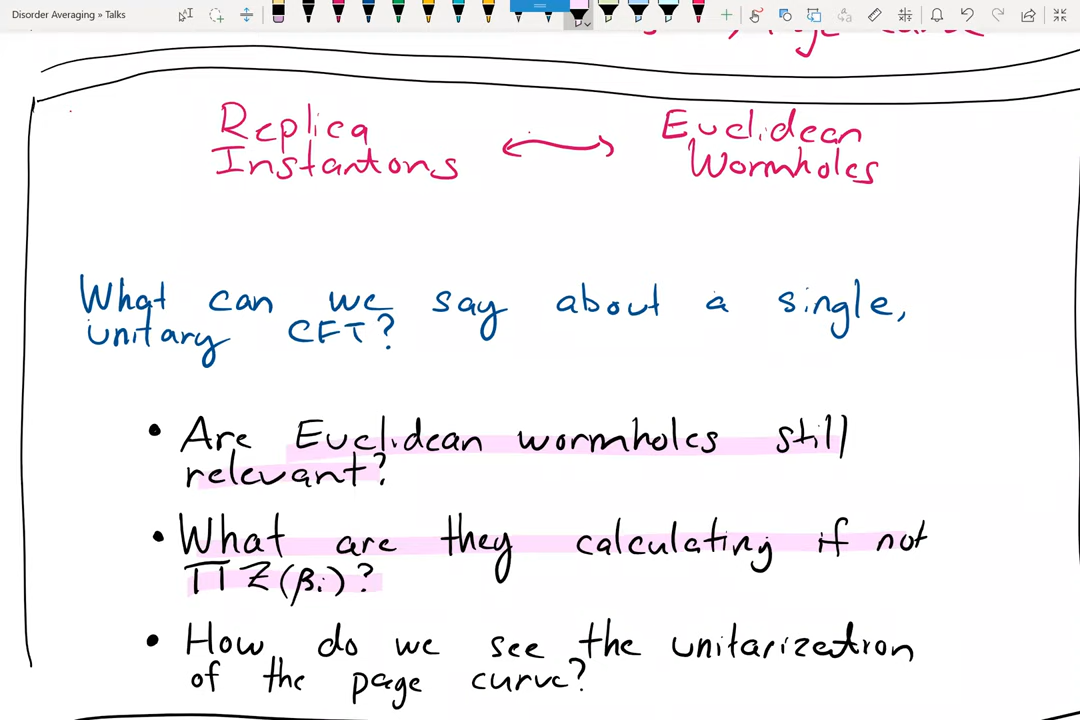 Disorder Averaging » Talks
Replica
Instantons
Euclidean
Wormholes
What can we say about a single,
unitary CFT?
• Are Euclidean wormholes still
relevant?
• What are they calculating if not
ΠZ(βi)?
• How do we see the unitarization
of the page curve?